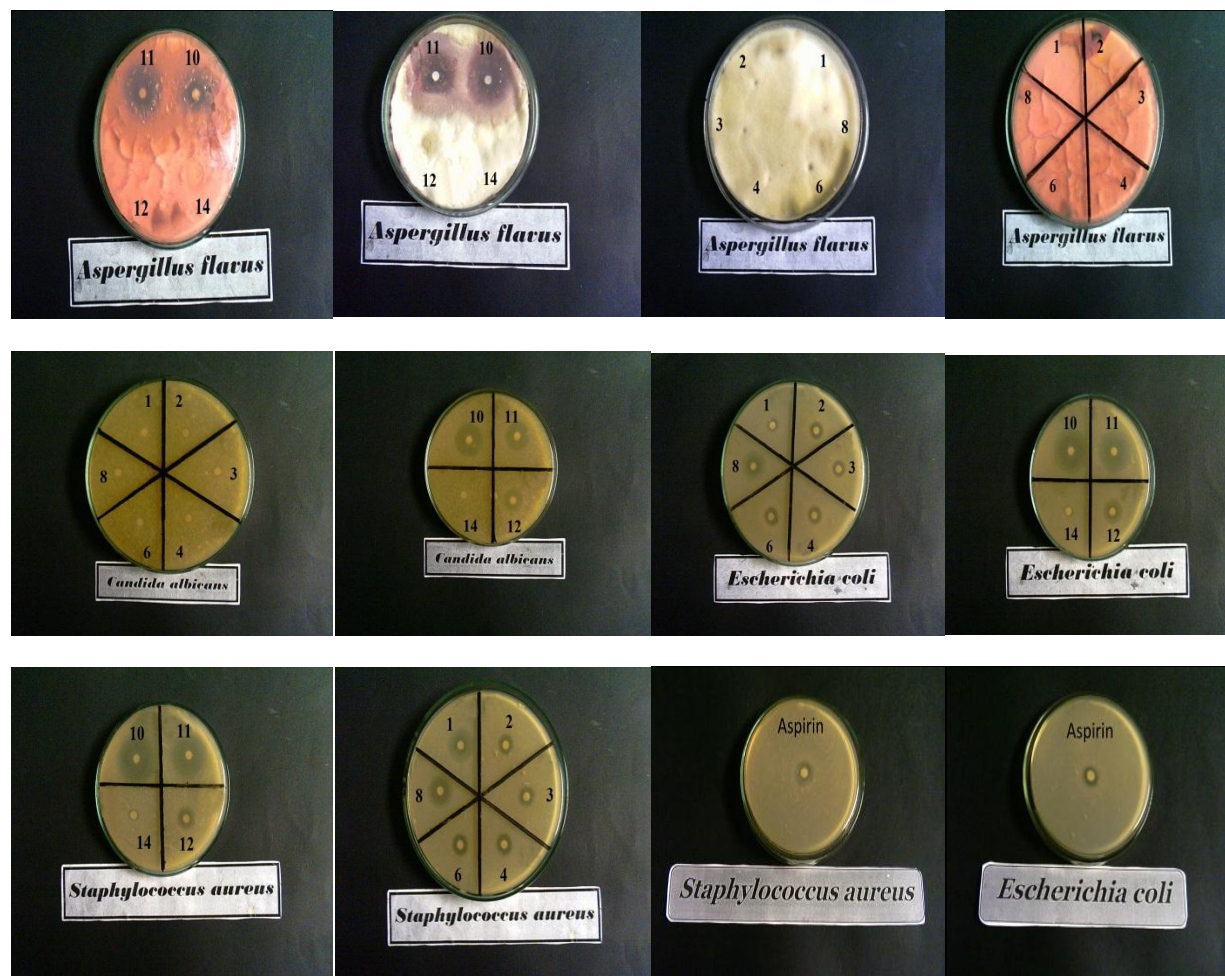 11 10
12 14
Aspergillus flavus
11 10
12 14
Aspergillus flavus
2 1
3 8
4 6
Aspergillus flavus
1 2
8 3
6 4
Aspergillus flavus
1 2
8 3
6 4
Candida albicans
10 11
14 12
Candida albicans
1 2
8 3
6 4
Escherichia coli
10 11
14 12
Escherichia coli
10 11
14 12
Staphylococcus aureus
1 2
8 3
6 4
Staphylococcus aureus
Aspirin
Staphylococcus aureus
Aspirin
Escherichia coli